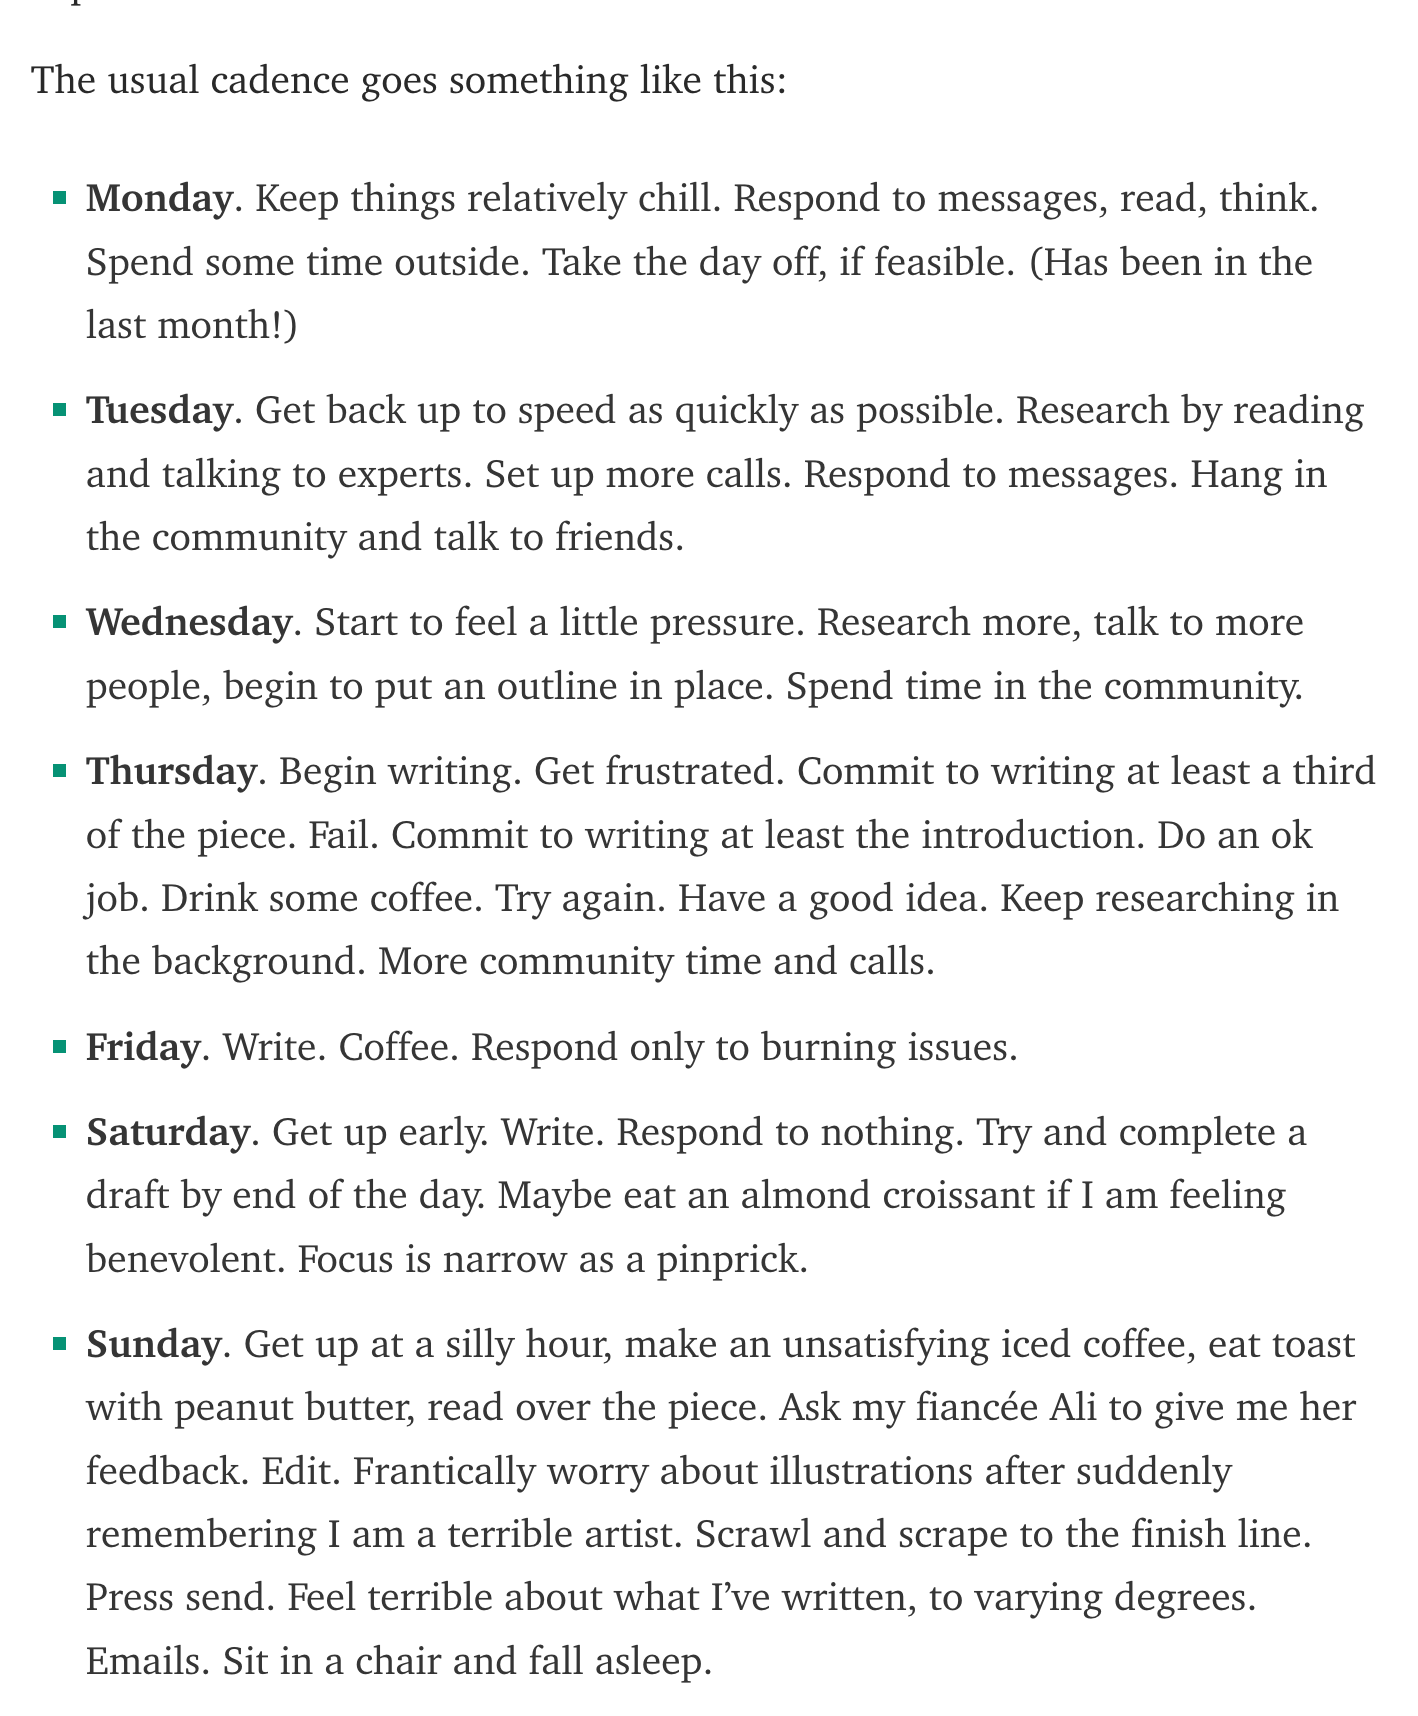 The usual cadence goes something like this:
Monday. Keep things relatively chill. Respond to messages, read, think.
Spend some time outside. Take the day off, if feasible. (Has been in the
last month!)
Tuesday. Get back up to speed as quickly as possible. Research by reading
and talking to experts. Set up more calls. Respond to messages. Hang in
the community and talk to friends.
Wednesday. Start to feel a little pressure. Research more, talk to more
people, begin to put an outline in place. Spend time in the community.
Thursday. Begin writing. Get frustrated. Commit to writing at least a third
of the piece. Fail. Commit to writing at least the introduction. Do an ok
job. Drink some coffee. Try again. Have a good idea. Keep researching in
the background. More community time and calls.
Friday. Write. Coffee. Respond only to burning issues.
Saturday. Get up early. Write. Respond to nothing. Try and complete a
draft by end of the day. Maybe eat an almond croissant if I am feeling
benevolent. Focus is narrow as a pinprick.
Sunday. Get up at a silly hour, make an unsatisfying iced coffee, eat toast
with peanut butter, read over the piece. Ask my fiancée Ali to give me her
feedback. Edit. Frantically worry about illustrations after suddenly
remembering I am a terrible artist. Scrawl and scrape to the finish line.
Press send. Feel terrible about what I’ve written, to varying degrees.
Emails. Sit in a chair and fall asleep.